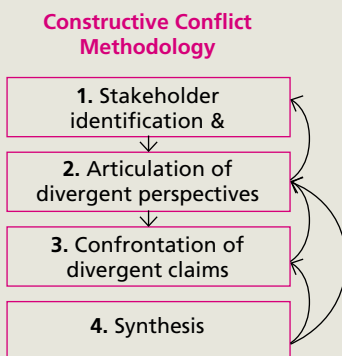 Constructive Conflict
Methodology
1. Stakeholder
identification &
2. Articulation of
divergent perspectives
3. Confrontation of
divergent claims
4. Synthesis